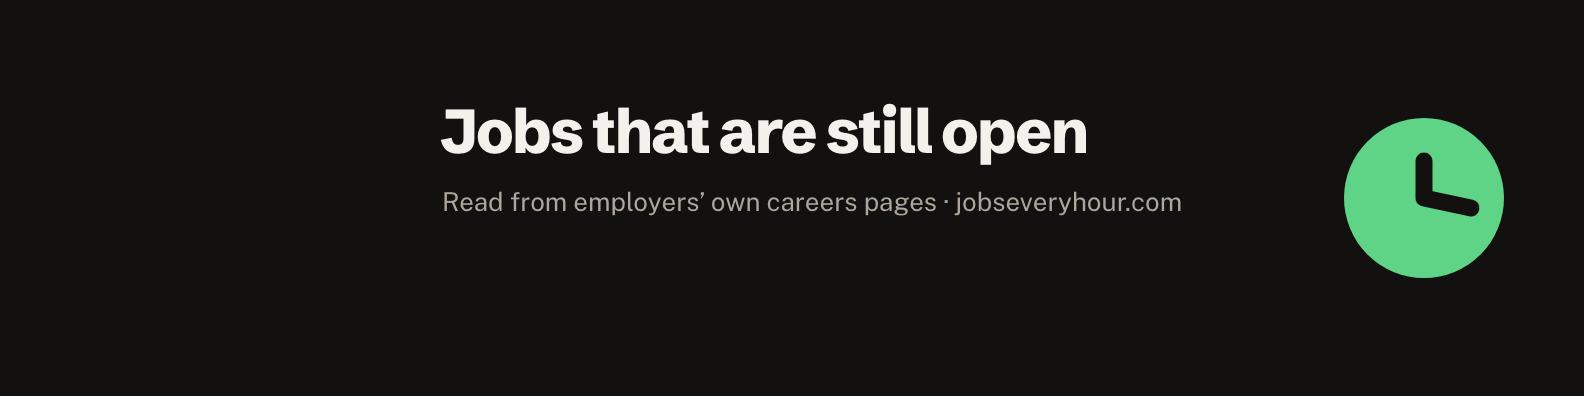 Jobs that are still open
Read from employers’ own careers pages · jobseveryhour.com